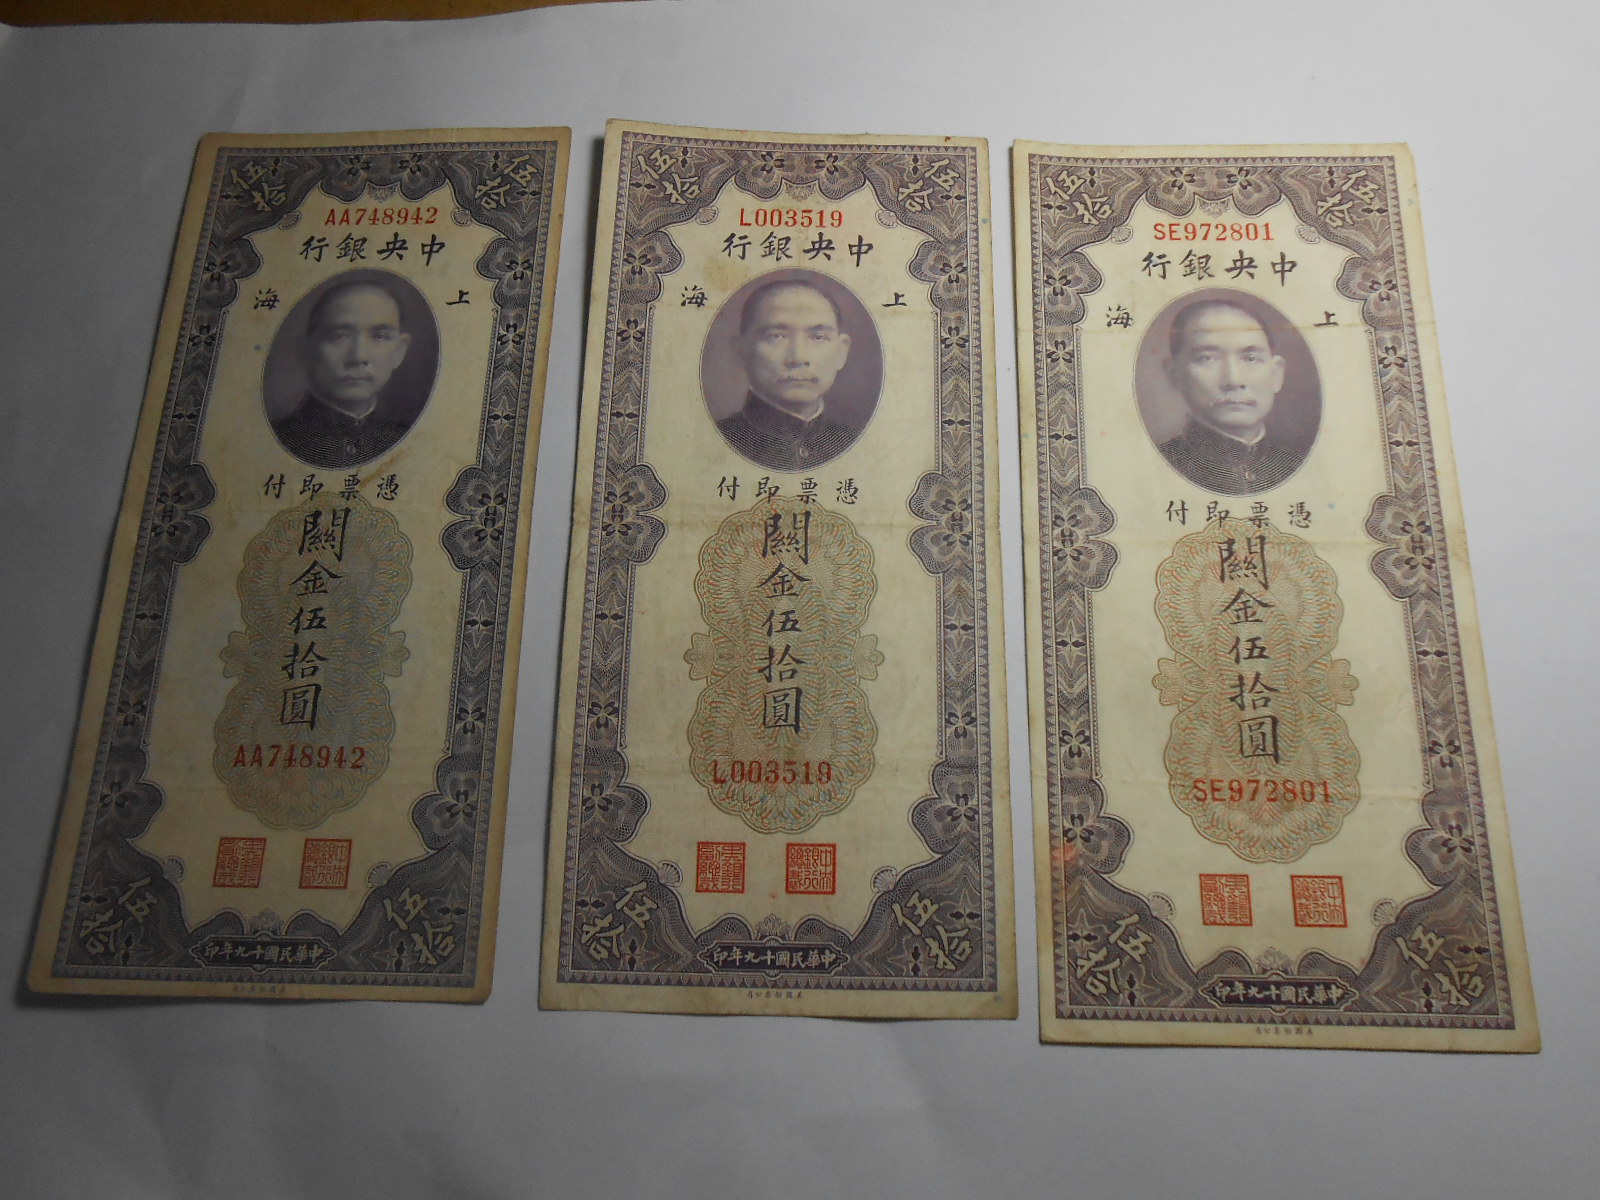 伍拾
伍拾
AA748942
行銀央中
海
上
付即票憑
關金伍拾圓
AA748942
伍拾
伍拾
印年九十國民華中
伍拾
伍拾
L003519
行銀央中
海
上
付即票憑
關金伍拾圓
L003519
伍拾
伍拾
印年九十國民華中
伍拾
伍拾
SE972801
行銀央中
海
上
付即票憑
關金伍拾圓
SE972801
伍拾
伍拾
印年九十國民華中